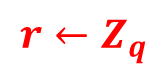 r ← Z_q